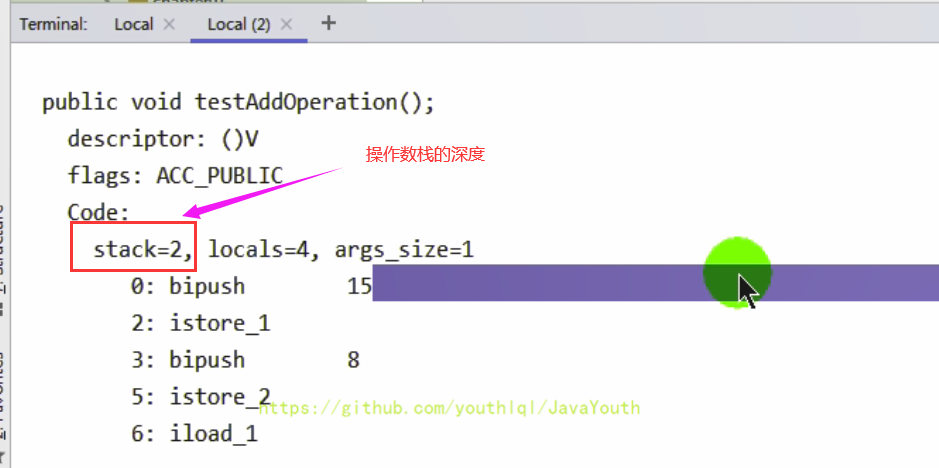 Terminal: Local × Local (2) × +
public void testAddOperation();
descriptor: ()V
操作数栈的深度
flags: ACC_PUBLIC
Code:
stack=2, locals=4, args_size=1
0: bipush 15
2: istore_1
3: bipush 8
5: istore_2
https://github.com/youthlql/JavaYouth
6: iload_1